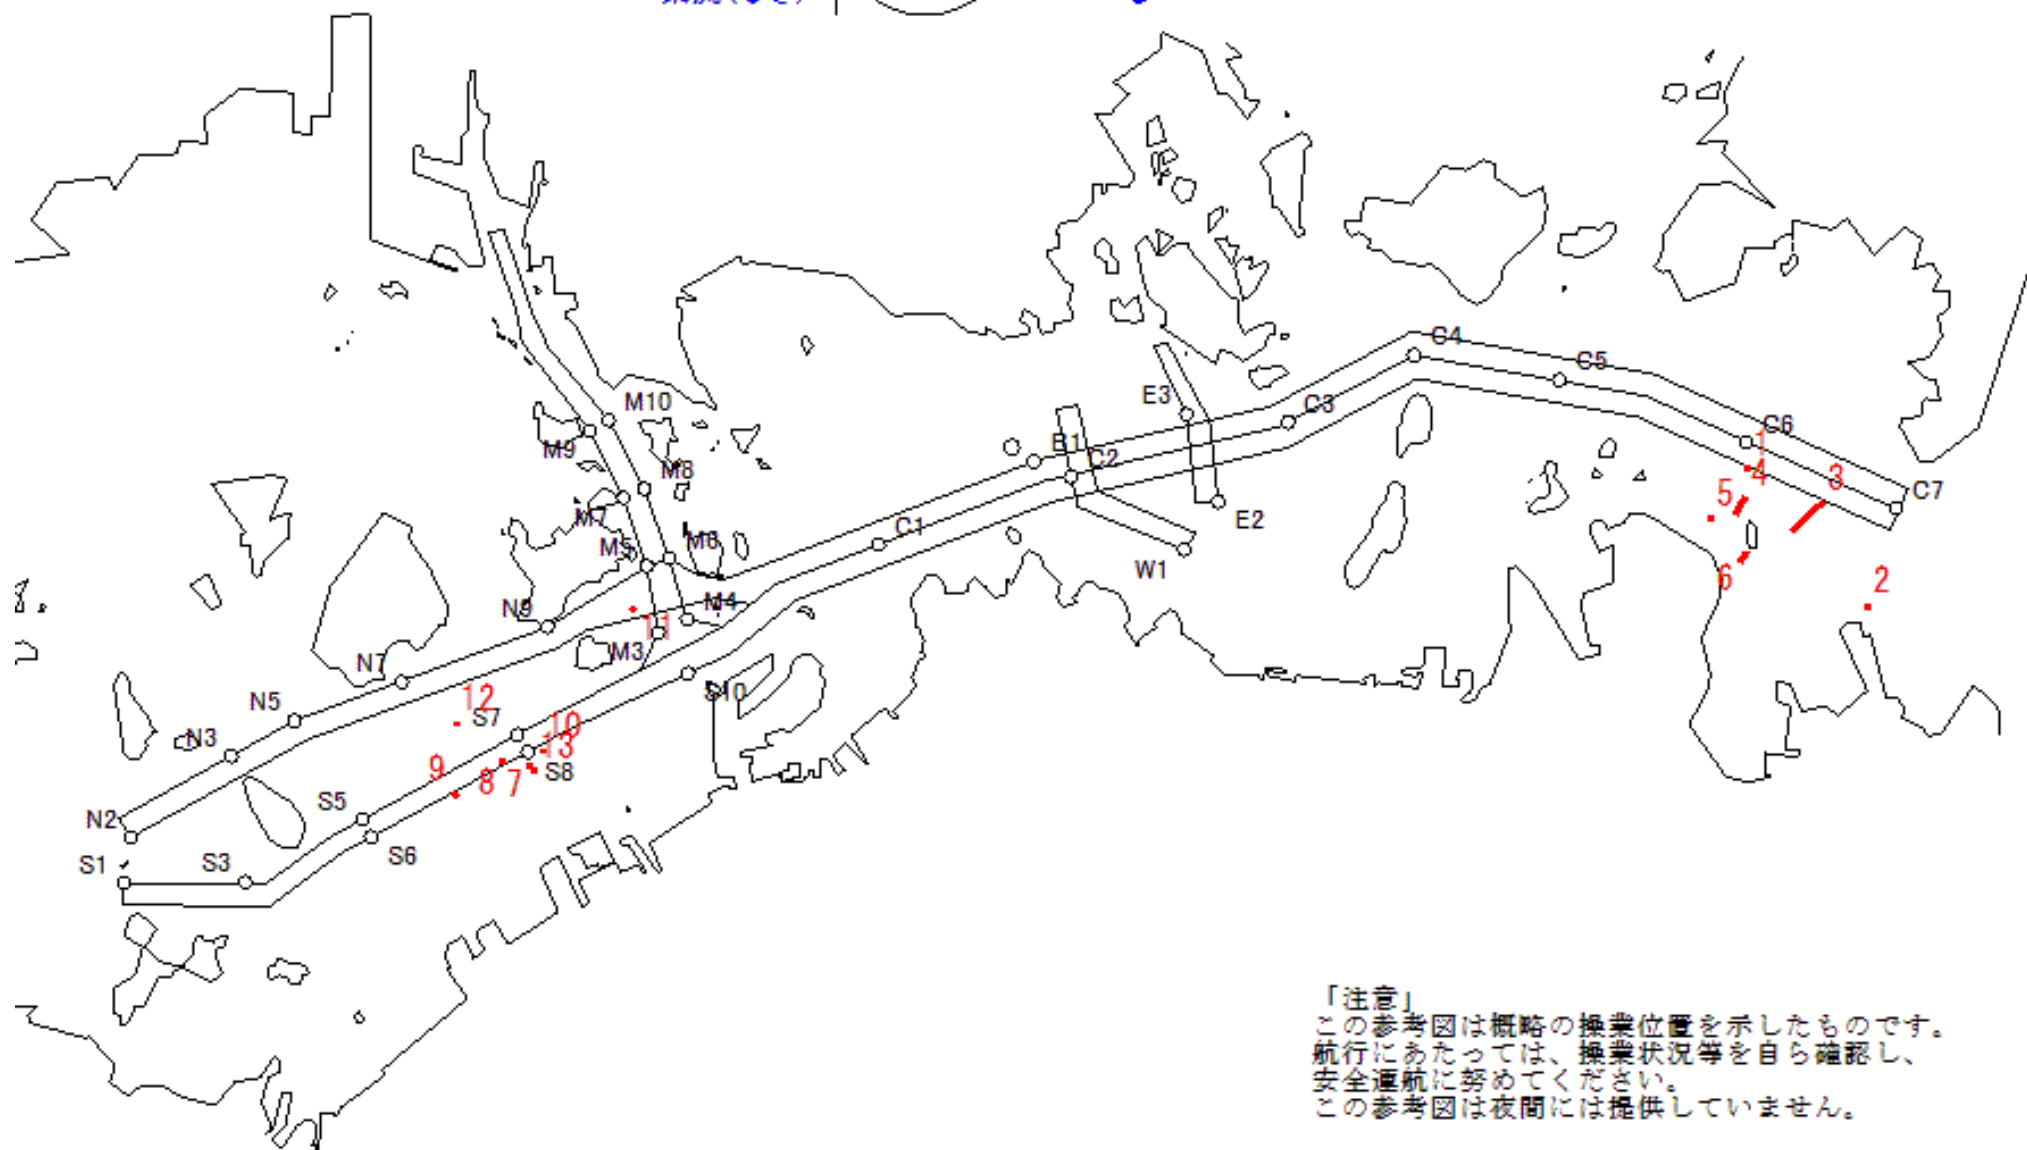 C4
C5
E3
M10
C3
C6
B1
1
M9
C2
M8
4
3
5
C7
M7
E2
C1
M5
M6
W1
6
2
N9
M4
11
M3
N7
S10
12
N5
S7
10
N3
13
9
S8
8
7
S5
N2
S6
S1
S3
「注意」
この参考図は概略の操業位置を示したものです。
航行にあたっては、操業状況等を自ら確認し、
安全運航に努めてください。
この参考図は夜間には提供していません。